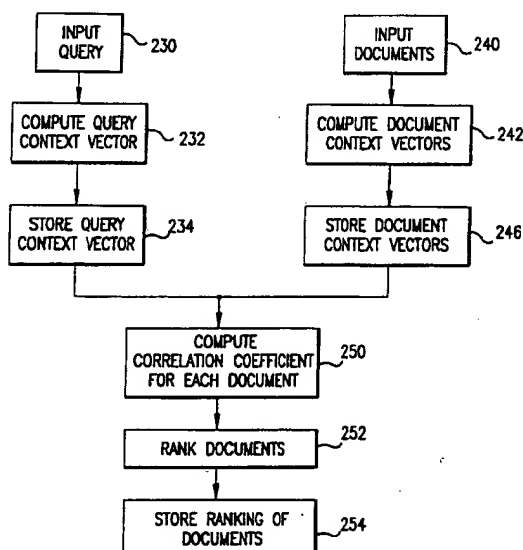 INPUT
QUERY
230
COMPUTE QUERY
CONTEXT VECTOR
232
STORE QUERY
CONTEXT VECTOR
234
INPUT
DOCUMENTS
240
COMPUTE DOCUMENT
CONTEXT VECTORS
242
STORE DOCUMENT
CONTEXT VECTORS
246
COMPUTE
CORRELATION COEFFICIENT
FOR EACH DOCUMENT
250
RANK DOCUMENTS
252
STORE RANKING OF
DOCUMENTS
254